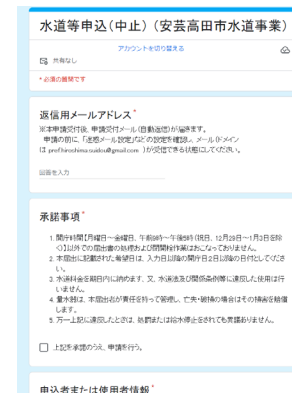 水道等申込(中止)(安芸高田市水道事業)
アカウントを切り替える
共有なし
*必須の質問です
返信用メールアドレス*
※本申請受付後、申請受付メール(自動返信)が届きます。
申請の前に、「迷惑メール設定」などの設定を確認し、メール(ドメイン
は pref.hiroshima.suidou@gmail.com )が受信できる状態にしてください。
回答を入力
承諾事項*
1. 開庁時間【月曜日～金曜日、午前9時～午後5時(祝日、12月29日～1月3日を除
く)】以外での届出書の処理および開閉栓作業はおこなっておりません。
2. 本届出に記載された希望日は、入力日以降の開庁日2日以降の日付としてくださ
い。
3. 水道料金を期日内に納めます、又、水道法及び関係条例等に違反した使用は行
いません。
4. 量水器は、本届出者が責任を持って管理し、亡失・破損の場合はその損害を賠償
します。
5. 万一上記に違反したときは、処罰または給水停止をされても異議ありません。
上記を承諾のうえ、申請を行う。
申込者または使用者情報*